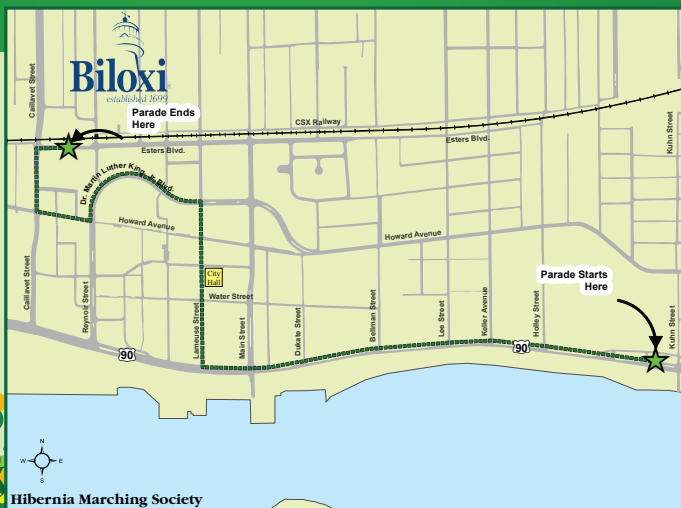 Biloxi
established 1699
Parade Ends
Here
Caillavet Street
CSX Railway
Esters Blvd.
Esters Blvd.
Kuhn Street
Dr. Martin Luther King, Jr. Blvd.
Howard Avenue
Howard Avenue
City
Hall
Parade Starts
Here
Caillavet Street
Reynoir Street
Lameuse Street
Water Street
Main Street
Dukate Street
Bellman Street
Lee Street
Keller Avenue
Holley Street
Kuhn Street
90
90
N
W
E
S
Hibernia Marching Society